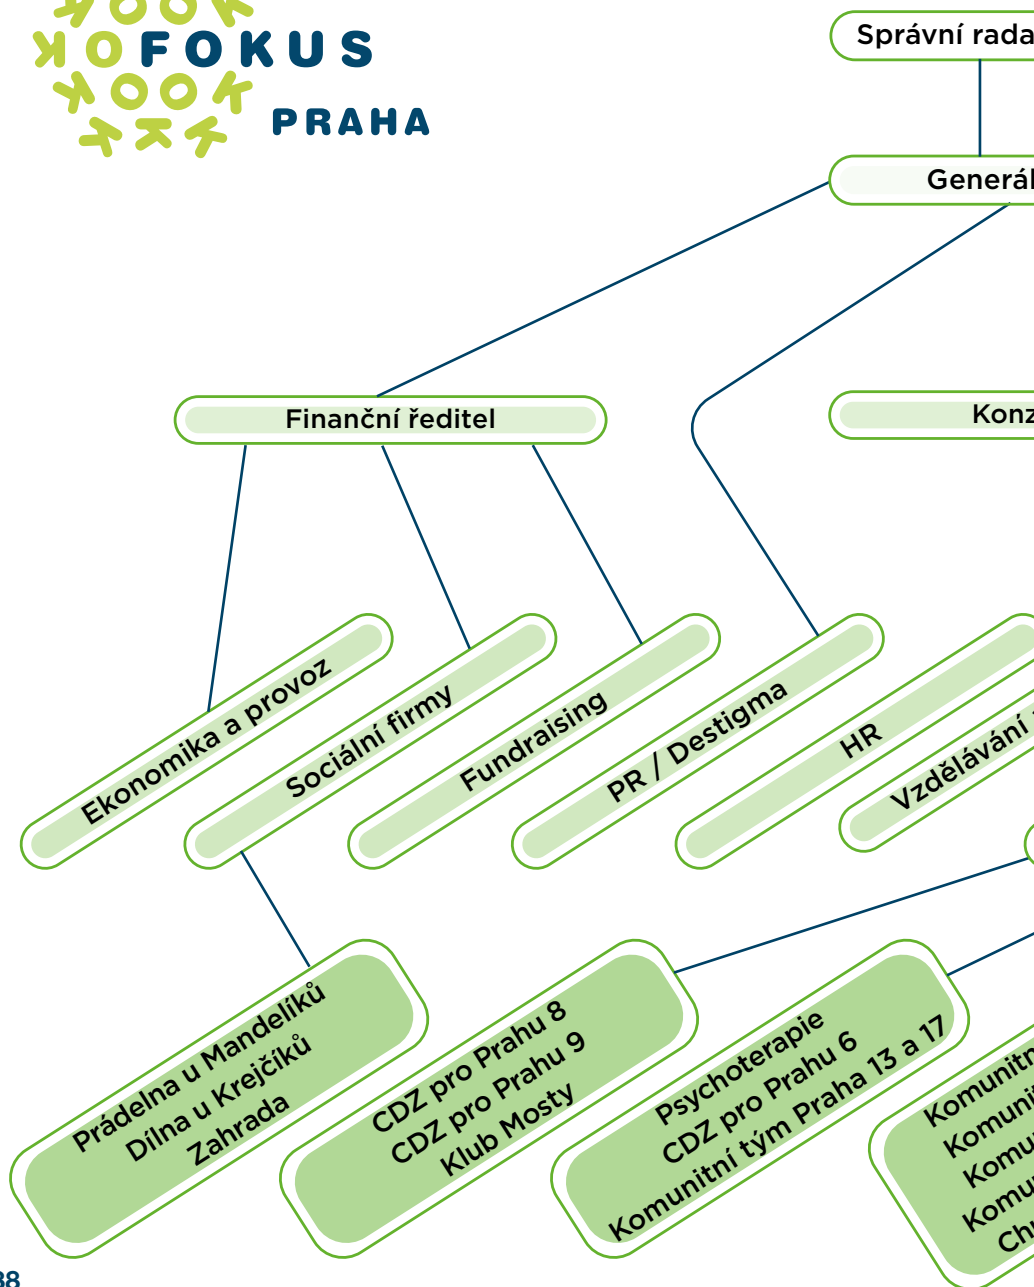 FOKUS
PRAHA
Správní rada
Finanční ředitel
Ekonomika a provoz
Sociální firmy
Fundraising
PR / Destigma
HR
Vzdělávání
Prádelna u Mandelíků
Dílna u Krejčíků
Zahrada
CDZ pro Prahu 8
CDZ pro Prahu 9
Klub Mosty
Psychoterapie
CDZ pro Prahu 6
Komunitní tým Praha 13 a 17